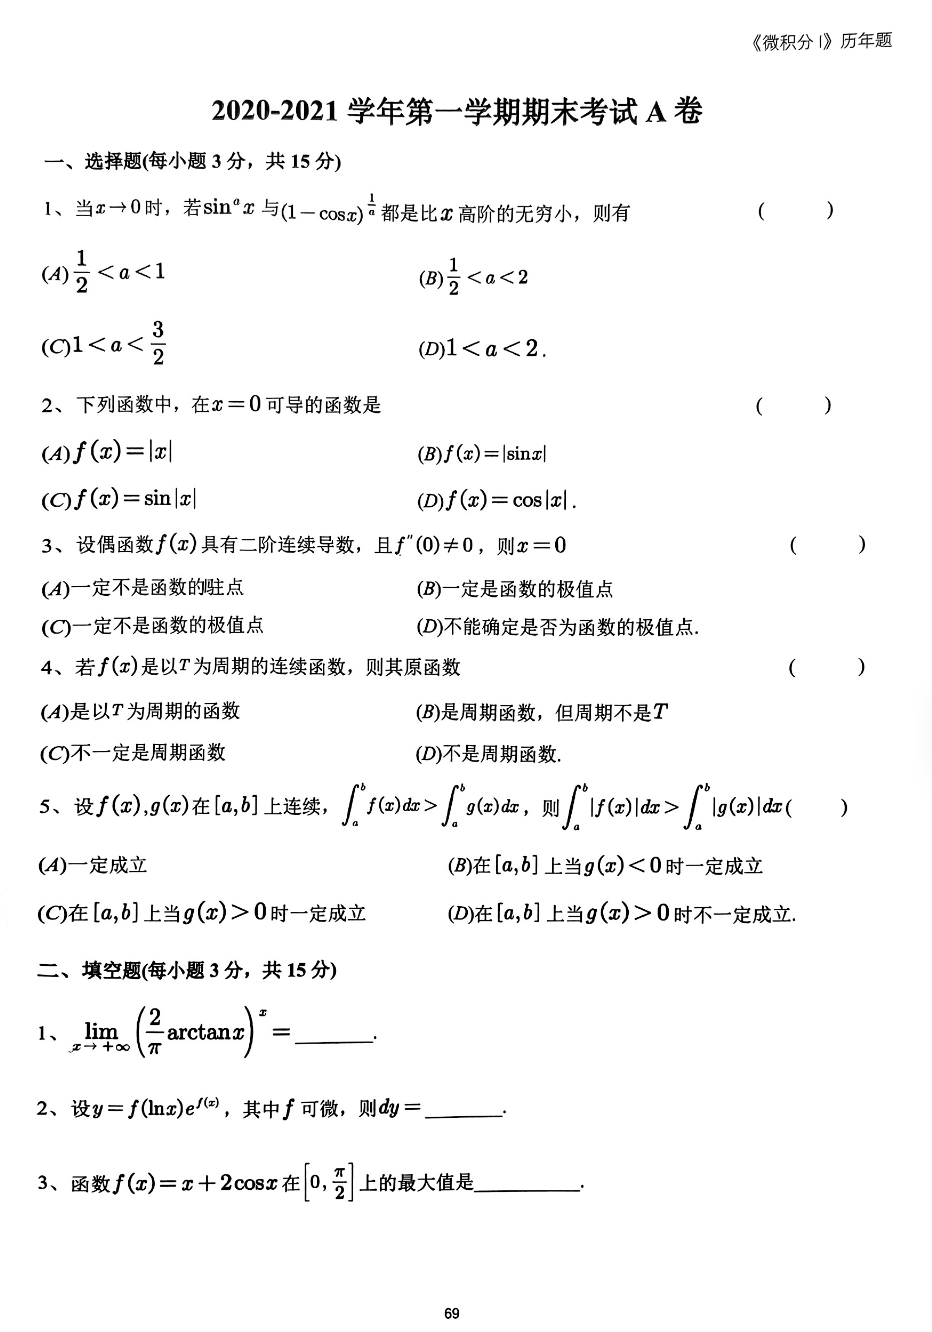 《微积分 I》历年题
2020-2021 学年第一学期期末考试 A 卷
一、选择题(每小题 3 分，共 15 分)
1、当 $x\to 0$ 时，若 $\sin^a x$ 与 $(1-\cos x)^{\frac{1}{a}}$ 都是比 $x$ 高阶的无穷小，则有 ( )
(A) $\frac{1}{2}<a<1$ (B) $\frac{1}{2}<a<2$
(C) $1<a<\frac{3}{2}$ (D) $1<a<2$.
2、下列函数中，在 $x=0$ 可导的函数是 ( )
(A) $f(x)=|x|$ (B) $f(x)=|\sin x|$
(C) $f(x)=\sin|x|$ (D) $f(x)=\cos|x|$.
3、设偶函数 $f(x)$ 具有二阶连续导数，且 $f''(0)\neq 0$，则 $x=0$ ( )
(A)一定不是函数的驻点 (B)一定是函数的极值点
(C)一定不是函数的极值点 (D)不能确定是否为函数的极值点.
4、若 $f(x)$ 是以 $T$ 为周期的连续函数，则其原函数 ( )
(A)是以 $T$ 为周期的函数 (B)是周期函数，但周期不是 $T$
(C)不一定是周期函数 (D)不是周期函数.
5、设 $f(x),g(x)$ 在 $[a,b]$ 上连续，$\int_a^b f(x)dx>\int_a^b g(x)dx$，则 $\int_a^b |f(x)|dx>\int_a^b |g(x)|dx$ ( )
(A)一定成立 (B)在 $[a,b]$ 上当 $g(x)<0$ 时一定成立
(C)在 $[a,b]$ 上当 $g(x)>0$ 时一定成立 (D)在 $[a,b]$ 上当 $g(x)>0$ 时不一定成立.
二、填空题(每小题 3 分，共 15 分)
1、$\lim_{x\to+\infty}\left(\frac{2}{\pi}\arctan x\right)^x=$ ______.
2、设 $y=f(\ln x)e^{f(x)}$，其中 $f$ 可微，则 $dy=$ ______.
3、函数 $f(x)=x+2\cos x$ 在 $\left[0,\frac{\pi}{2}\right]$ 上的最大值是________.
69